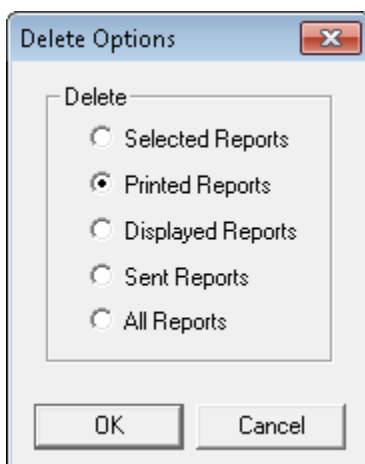 Delete Options
Delete
Selected Reports
Printed Reports
Displayed Reports
Sent Reports
All Reports
OK Cancel